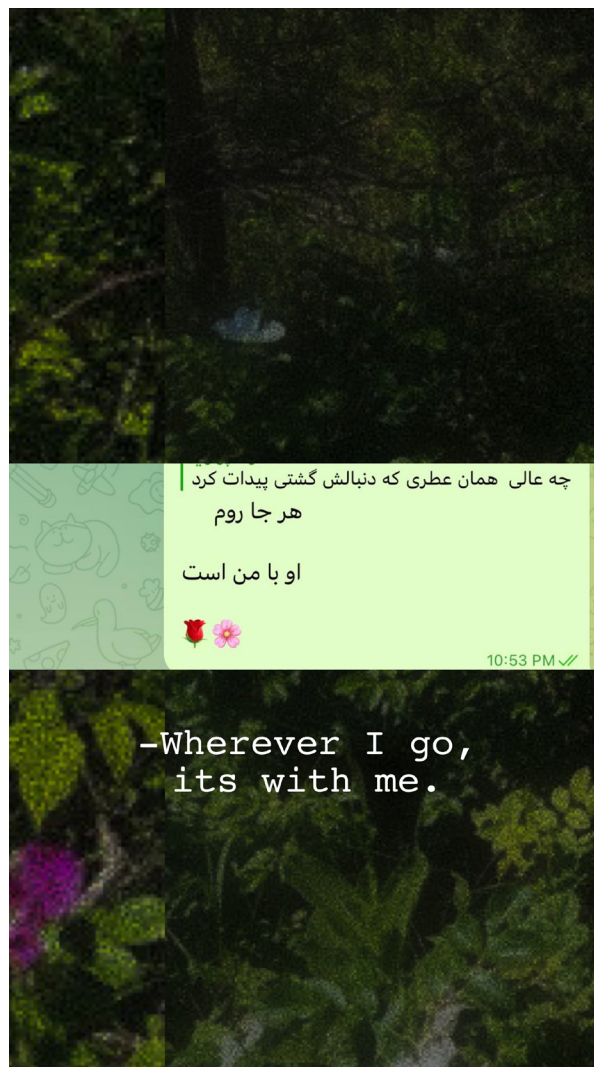 چه عالی همان عطری که دنبالش گشتی پیدات کرد
هر جا روم
او با من است
🌹🌸
10:53 PM
-Wherever I go,
its with me.